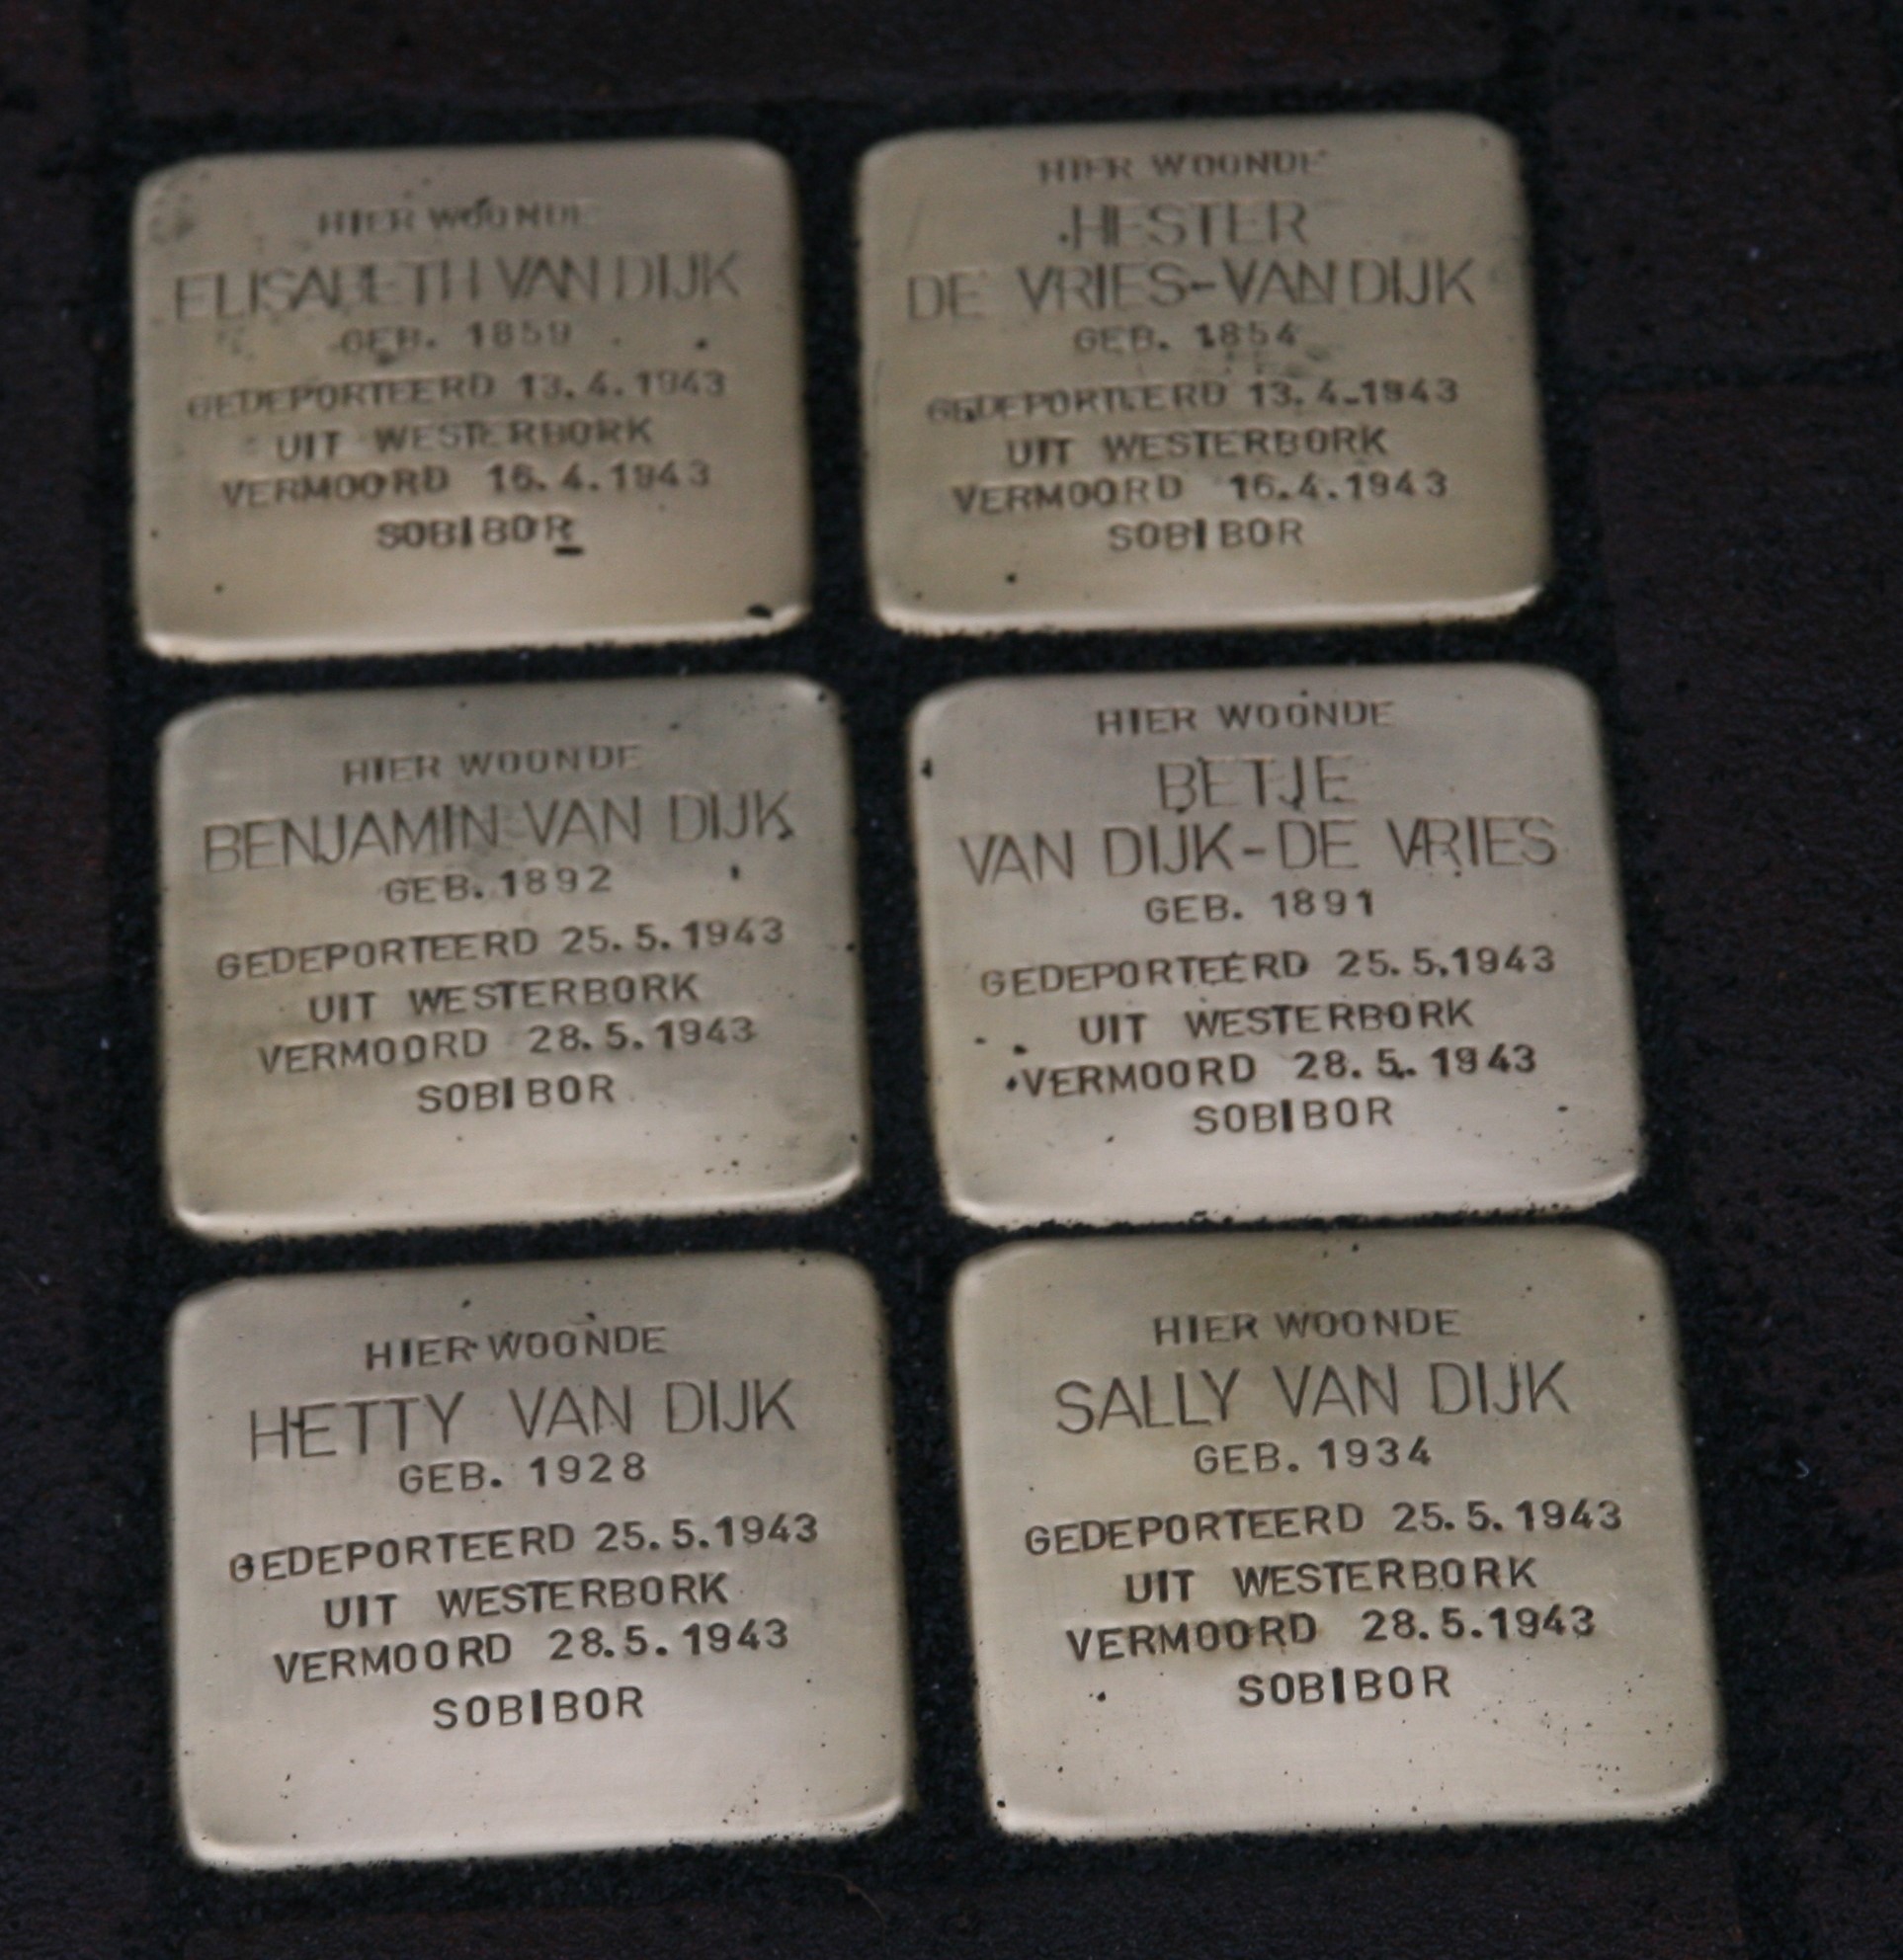 HIER WOONDE
ELISABETH VAN DIJK
GEB. 1859
GEDEPORTEERD 13.4.1943
UIT WESTERBORK
VERMOORD 16.4.1943
SOBIBOR
HIER WOONDE
HESTER
DE VRIES-VAN DIJK
GEB. 1854
GEDEPORTEERD 13.4.1943
UIT WESTERBORK
VERMOORD 16.4.1943
SOBIBOR
HIER WOONDE
BENJAMIN VAN DIJK
GEB. 1892
GEDEPORTEERD 25.5.1943
UIT WESTERBORK
VERMOORD 28.5.1943
SOBIBOR
HIER WOONDE
BETJE
VAN DIJK-DE VRIES
GEB. 1891
GEDEPORTEERD 25.5.1943
UIT WESTERBORK
VERMOORD 28.5.1943
SOBIBOR
HIER WOONDE
HETTY VAN DIJK
GEB. 1928
GEDEPORTEERD 25.5.1943
UIT WESTERBORK
VERMOORD 28.5.1943
SOBIBOR
HIER WOONDE
SALLY VAN DIJK
GEB. 1934
GEDEPORTEERD 25.5.1943
UIT WESTERBORK
VERMOORD 28.5.1943
SOBIBOR